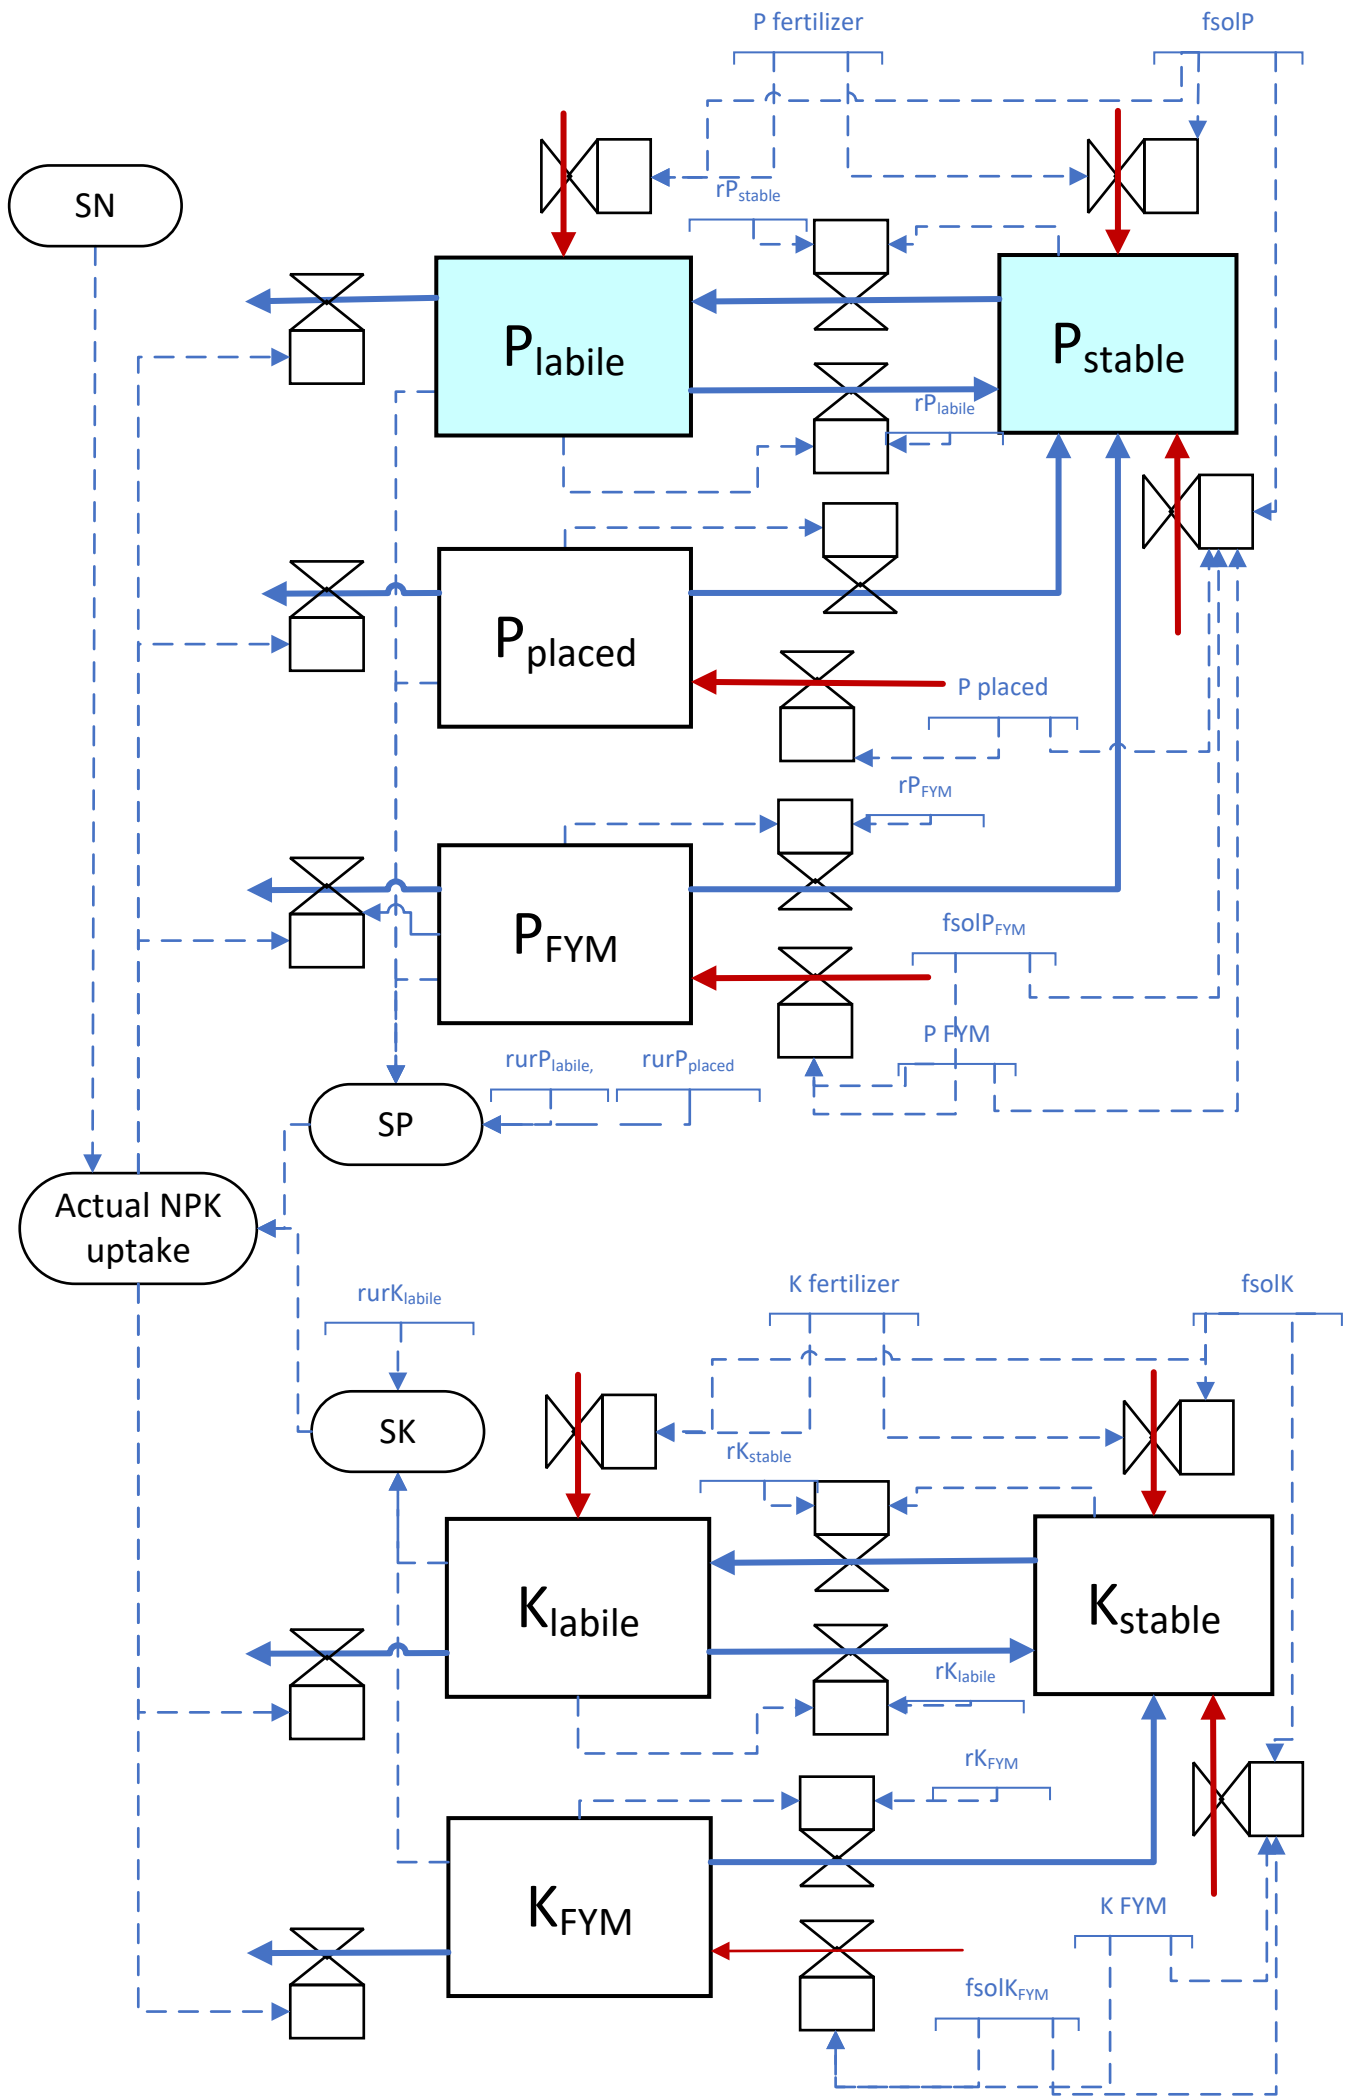 P fertilizer
fsolP
SN
rPstable
Plabile
Pstable
rPlabile
Pplaced
P placed
rPFYM
PFYM
fsolPFYM
P FYM
rurPlabile,
rurPplaced
SP
Actual NPK
uptake
K fertilizer
fsolK
rurKlabile
SK
rKstable
Klabile
Kstable
rKlabile
rKFYM
KFYM
K FYM
fsolKFYM